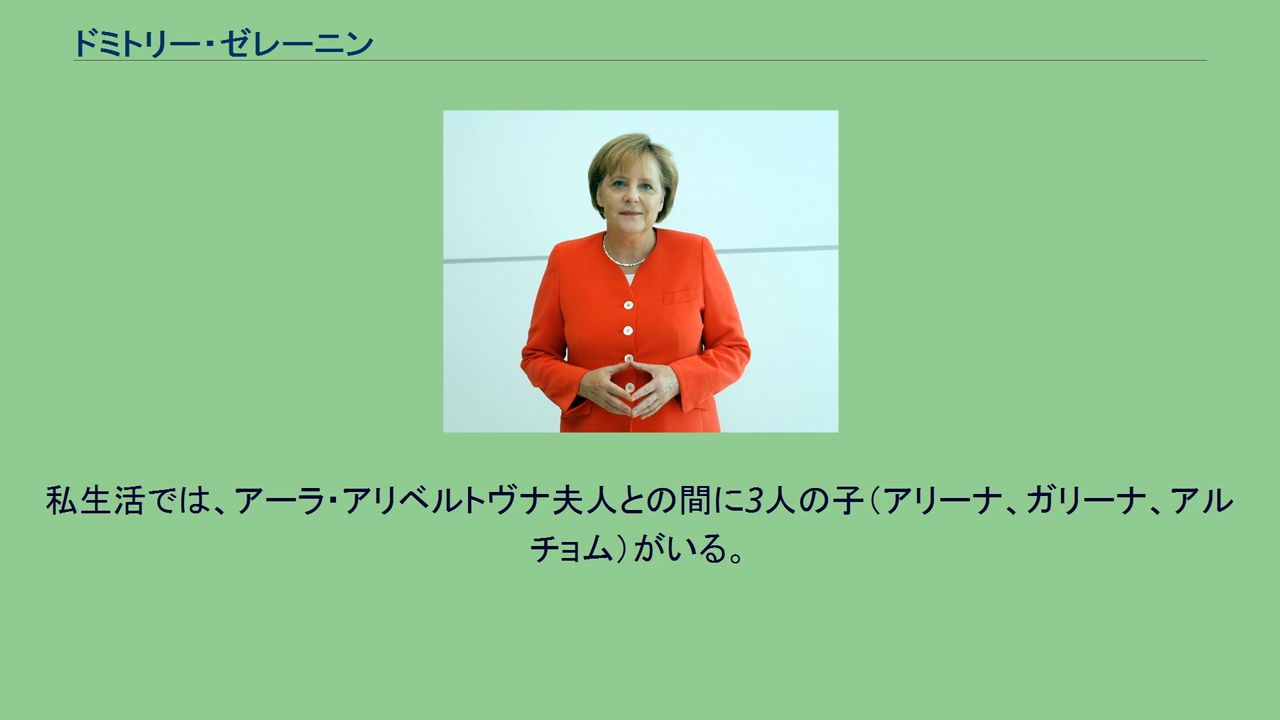 ドミトリー・ゼレーニン
私生活では、アーラ・アリベルトヴナ夫人との間に3人の子（アリーナ、ガリーナ、アル
チョム）がいる。